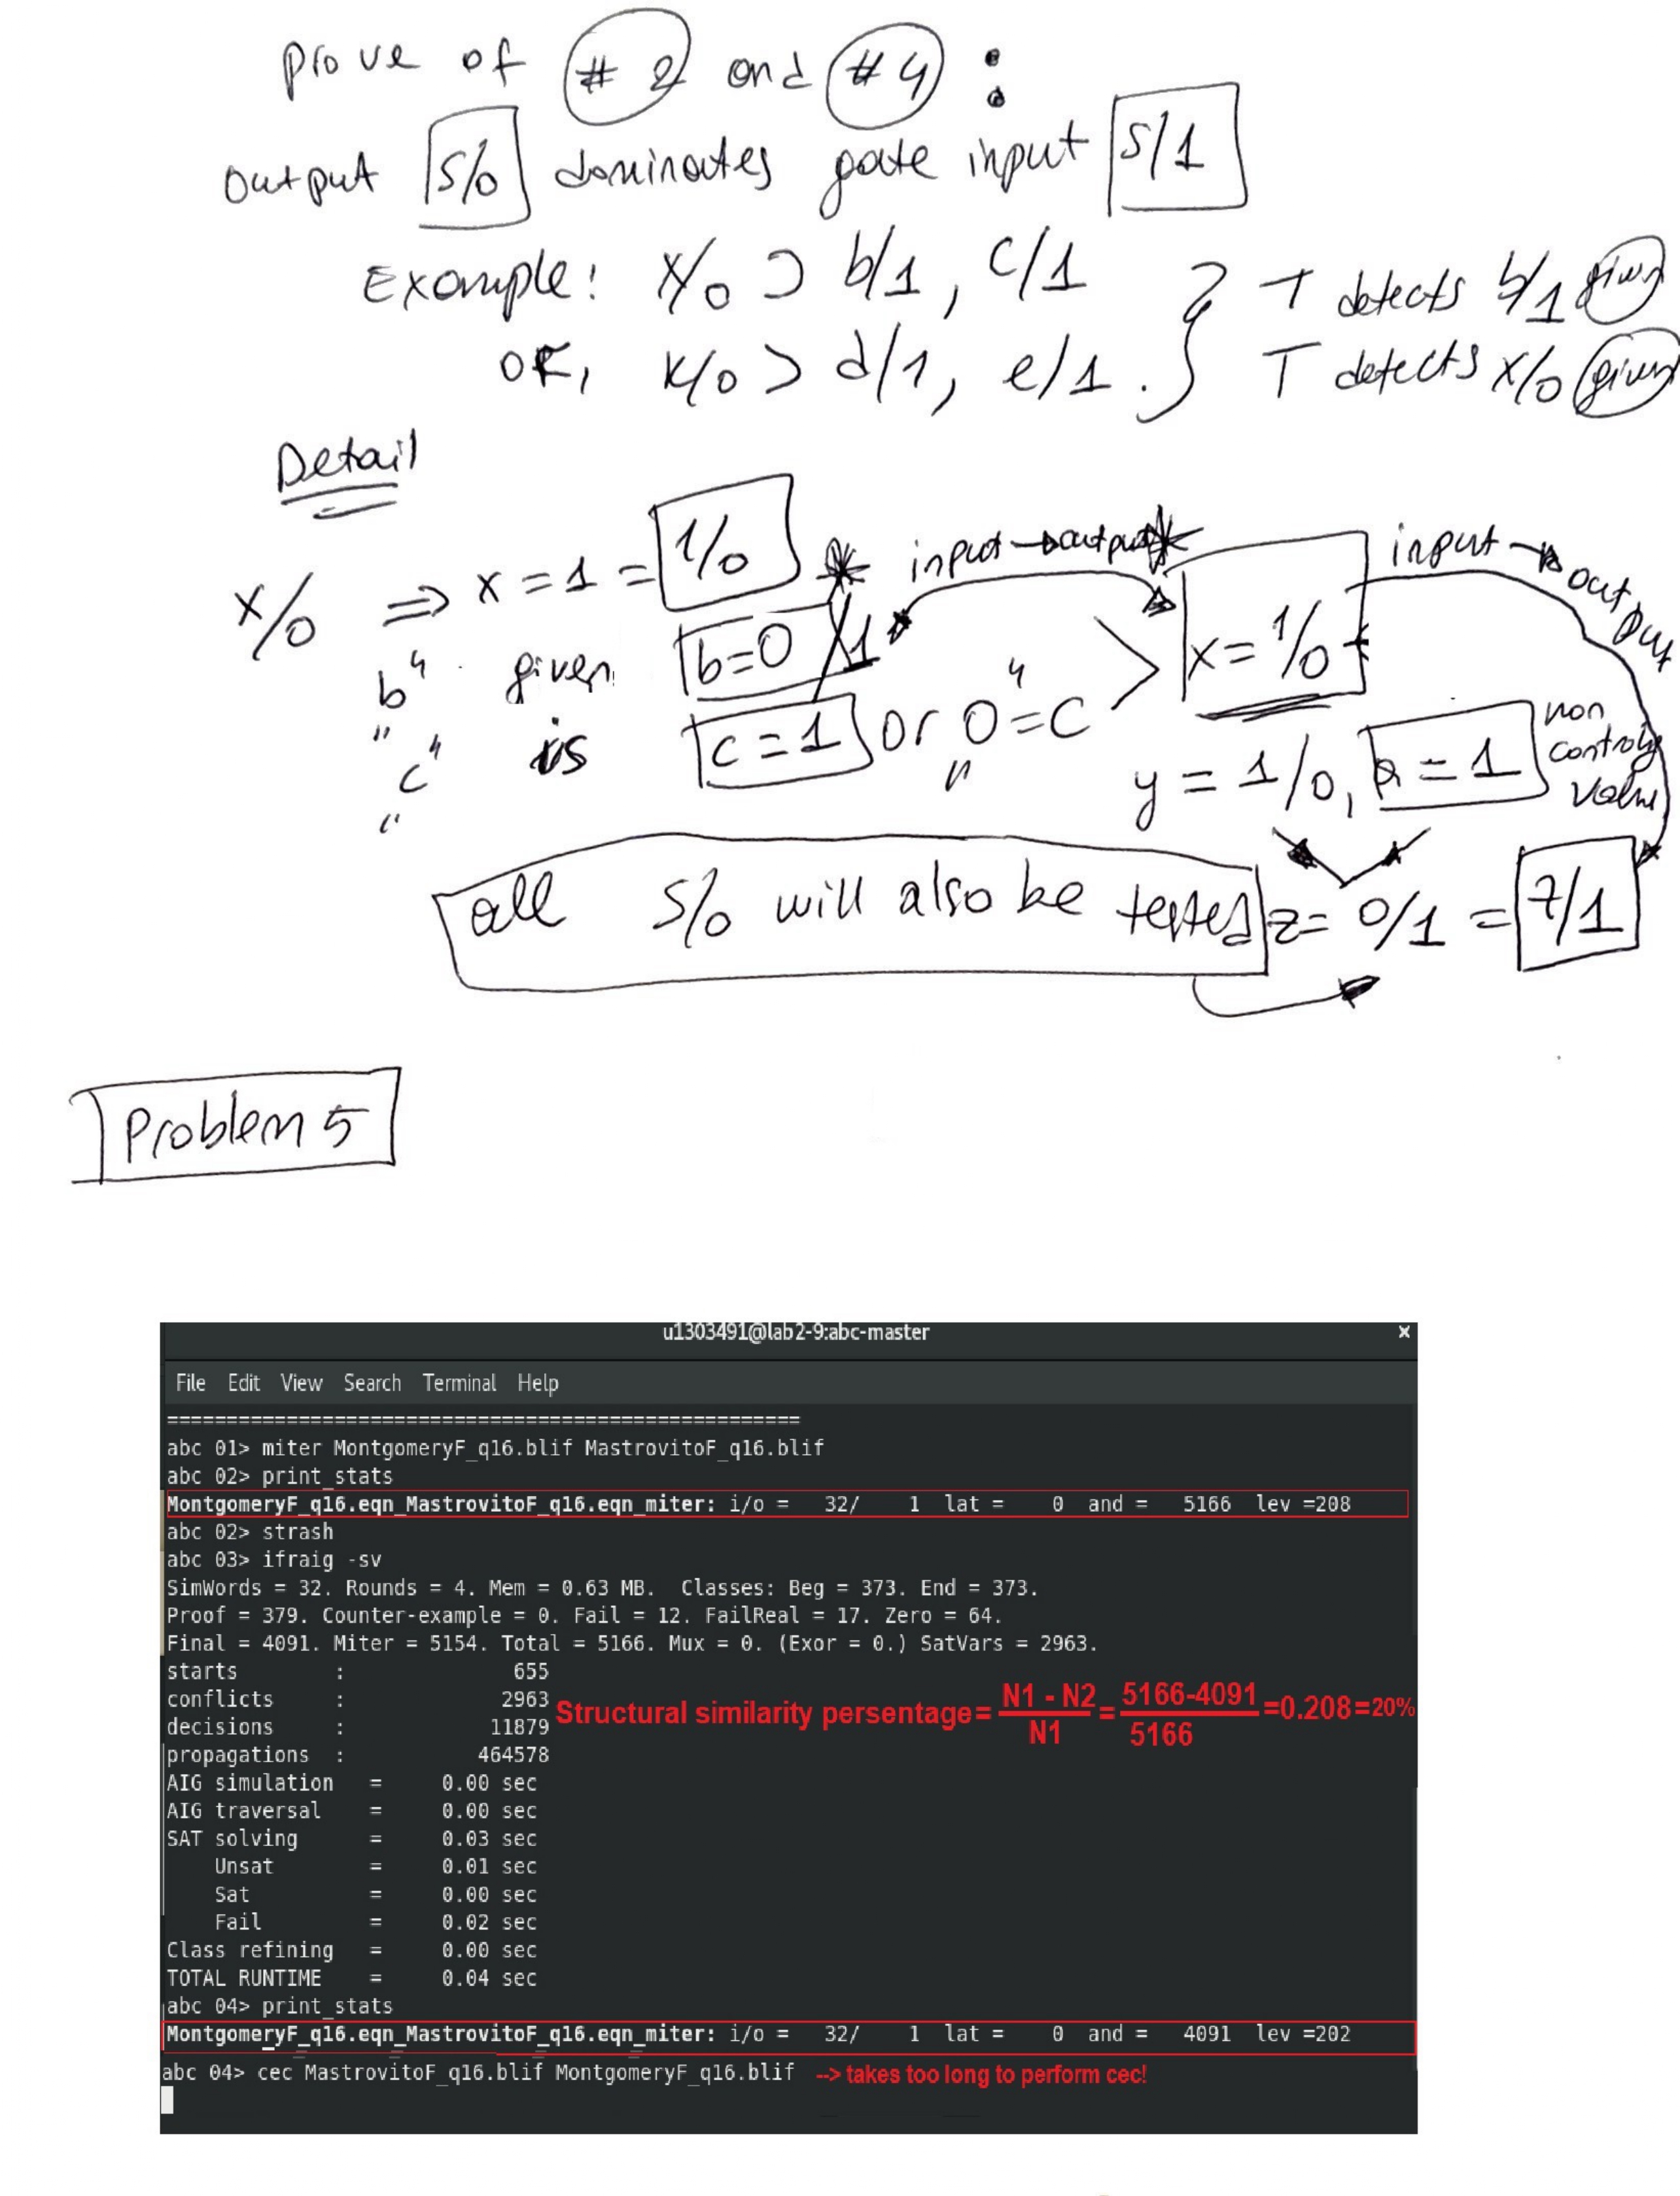 prove of #2 and #4 :
output s/0 dominates gate input s/1
Example: x/0 ⊃ b/1, c/1 } T detects b/1 given
or, x/0 > d/1, e/1. T detects x/0 given
Detail
x/0 ⇒ x = 1 = 1/0 * input → output * input → output
b" given b=0 /1 x = 1/0
" c" is c = 1 or 0 = c
y = 1/0, a = 1 non controlg value
all s/0 will also be tested z = 0/1 = z/1
Problem 5
u1303491@lab2-9:abc-master ×
File Edit View Search Terminal Help
=====================================================
abc 01> miter MontgomeryF_q16.blif MastrovitoF_q16.blif
abc 02> print_stats
MontgomeryF_q16.eqn_MastrovitoF_q16.eqn_miter: i/o = 32/ 1 lat = 0 and = 5166 lev =208
abc 02> strash
abc 03> ifraig -sv
SimWords = 32. Rounds = 4. Mem = 0.63 MB. Classes: Beg = 373. End = 373.
Proof = 379. Counter-example = 0. Fail = 12. FailReal = 17. Zero = 64.
Final = 4091. Miter = 5154. Total = 5166. Mux = 0. (Exor = 0.) SatVars = 2963.
starts : 655
conflicts : 2963
Structural similarity persentage= N1 - N2 / N1 = 5166-4091 / 5166 =0.208=20%
decisions : 11879
propagations : 464578
AIG simulation = 0.00 sec
AIG traversal = 0.00 sec
SAT solving = 0.03 sec
Unsat = 0.01 sec
Sat = 0.00 sec
Fail = 0.02 sec
Class refining = 0.00 sec
TOTAL RUNTIME = 0.04 sec
abc 04> print_stats
MontgomeryF_q16.eqn_MastrovitoF_q16.eqn_miter: i/o = 32/ 1 lat = 0 and = 4091 lev =202
abc 04> cec MastrovitoF_q16.blif MontgomeryF_q16.blif --> takes too long to perform cec!